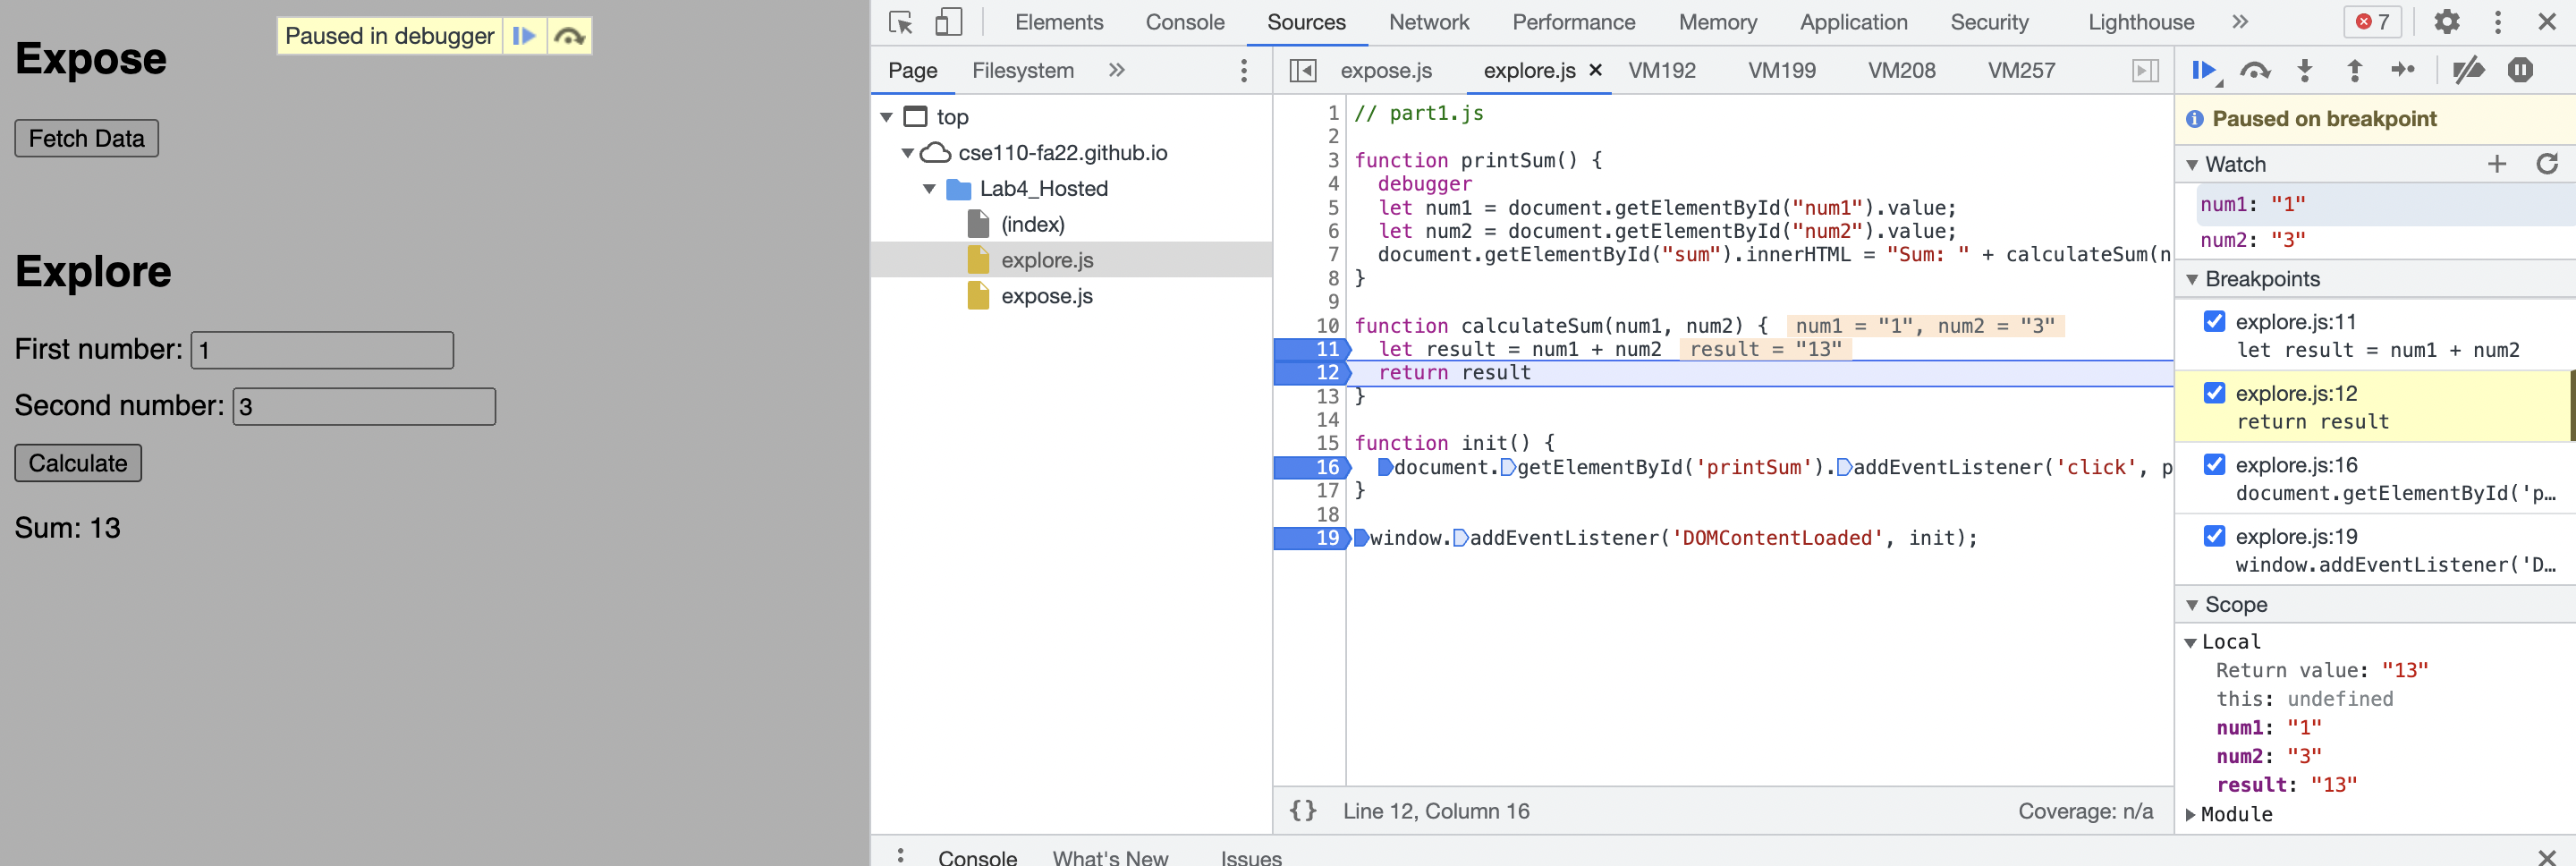 Expose
Paused in debugger
Fetch Data
Explore
First number: 1
Second number: 3
Calculate
Sum: 13
Elements Console Sources Network Performance Memory Application Security Lighthouse » 7
Page Filesystem »
top
cse110-fa22.github.io
Lab4_Hosted
(index)
explore.js
expose.js
expose.js explore.js × VM192 VM199 VM208 VM257
1 // part1.js
2
3 function printSum() {
4 debugger
5 let num1 = document.getElementById("num1").value;
6 let num2 = document.getElementById("num2").value;
7 document.getElementById("sum").innerHTML = "Sum: " + calculateSum(n
8 }
9
10 function calculateSum(num1, num2) { num1 = "1", num2 = "3"
11 let result = num1 + num2 result = "13"
12 return result
13 }
14
15 function init() {
16 document.getElementById('printSum').addEventListener('click', p
17 }
18
19 window.addEventListener('DOMContentLoaded', init);
{} Line 12, Column 16 Coverage: n/a
Paused on breakpoint
Watch
num1: "1"
num2: "3"
Breakpoints
explore.js:11
let result = num1 + num2
explore.js:12
return result
explore.js:16
document.getElementById('p…
explore.js:19
window.addEventListener('D…
Scope
Local
Return value: "13"
this: undefined
num1: "1"
num2: "3"
result: "13"
Module
Console What's New Issues